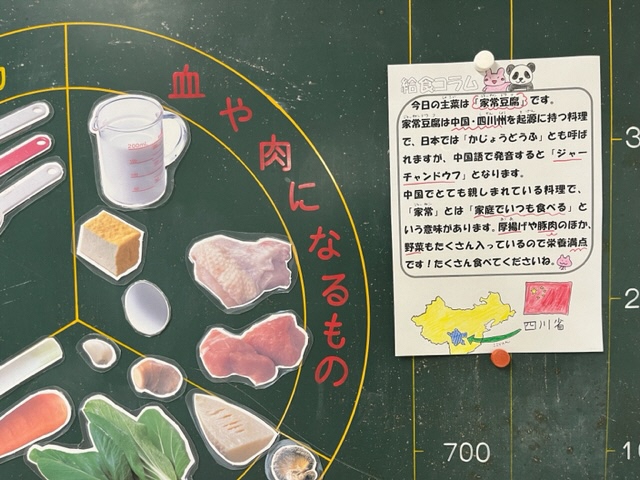 力
血や肉になるもの
200mL
給食コラム
今日の主菜は「家常豆腐」です。
家常豆腐は中国・四川州を起源に持つ料理
で、日本では「かじょうどうふ」とも呼ば
れますが、中国語で発音すると「ジャー
チャンドウフ」となります。
中国でとても親しまれている料理で、
「家常」とは「家庭でいつも食べる」と
いう意味があります。厚揚げや豚肉のほか、
野菜もたくさん入っているので栄養満点
です！たくさん食べてくださいね。
四川省
3
2
700
10